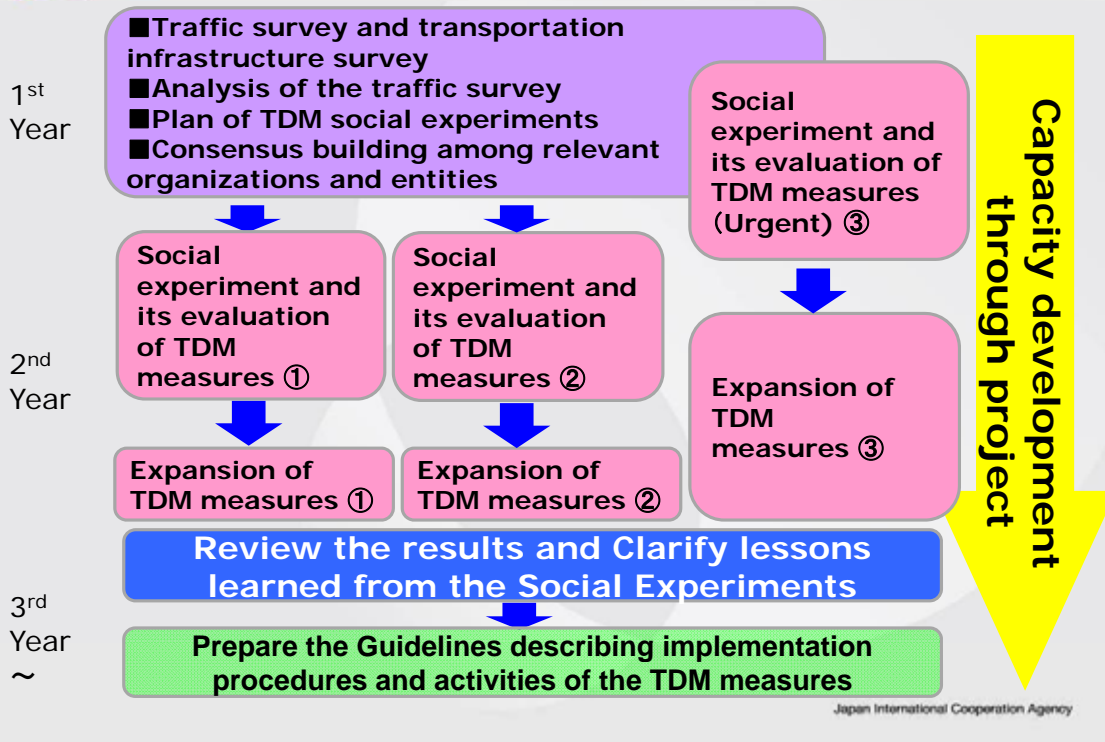 ■Traffic survey and transportation
infrastructure survey
■Analysis of the traffic survey
■Plan of TDM social experiments
■Consensus building among relevant
organizations and entities
1st
Year
Social
experiment and
its evaluation of
TDM measures
(Urgent) ③
Capacity development
through project
Social
experiment and
its evaluation
of TDM
measures ①
Social
experiment and
its evaluation
of TDM
measures ②
2nd
Year
Expansion of
TDM
measures ③
Expansion of
TDM measures ①
Expansion of
TDM measures ②
Review the results and Clarify lessons
learned from the Social Experiments
3rd
Year
~
Prepare the Guidelines describing implementation
procedures and activities of the TDM measures
Japan International Cooperation Agency